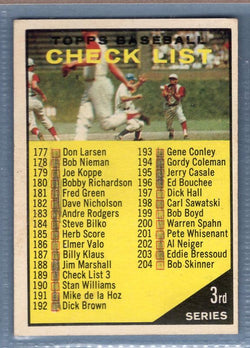 TOPPS BASEBALL
CHECK LIST
177 Don Larsen
178 Bob Nieman
179 Joe Koppe
180 Bobby Richardson
181 Fred Green
182 Dave Nicholson
183 Andre Rodgers
184 Steve Bilko
185 Herb Score
186 Elmer Valo
187 Billy Klaus
188 Jim Marshall
189 Check List 3
190 Stan Williams
191 Mike de la Hoz
192 Dick Brown
193 Gene Conley
194 Gordy Coleman
195 Jerry Casale
196 Ed Bouchee
197 Dick Hall
198 Carl Sawatski
199 Bob Boyd
200 Warren Spahn
201 Pete Whisenant
202 Al Neiger
203 Eddie Bressoud
204 Bob Skinner
3rd
SERIES